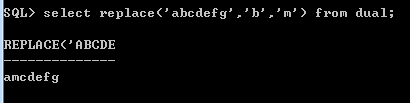 SQL> select replace('abcdefg','b','m') from dual;
REPLACE('ABCDE
--------------
amcdefg